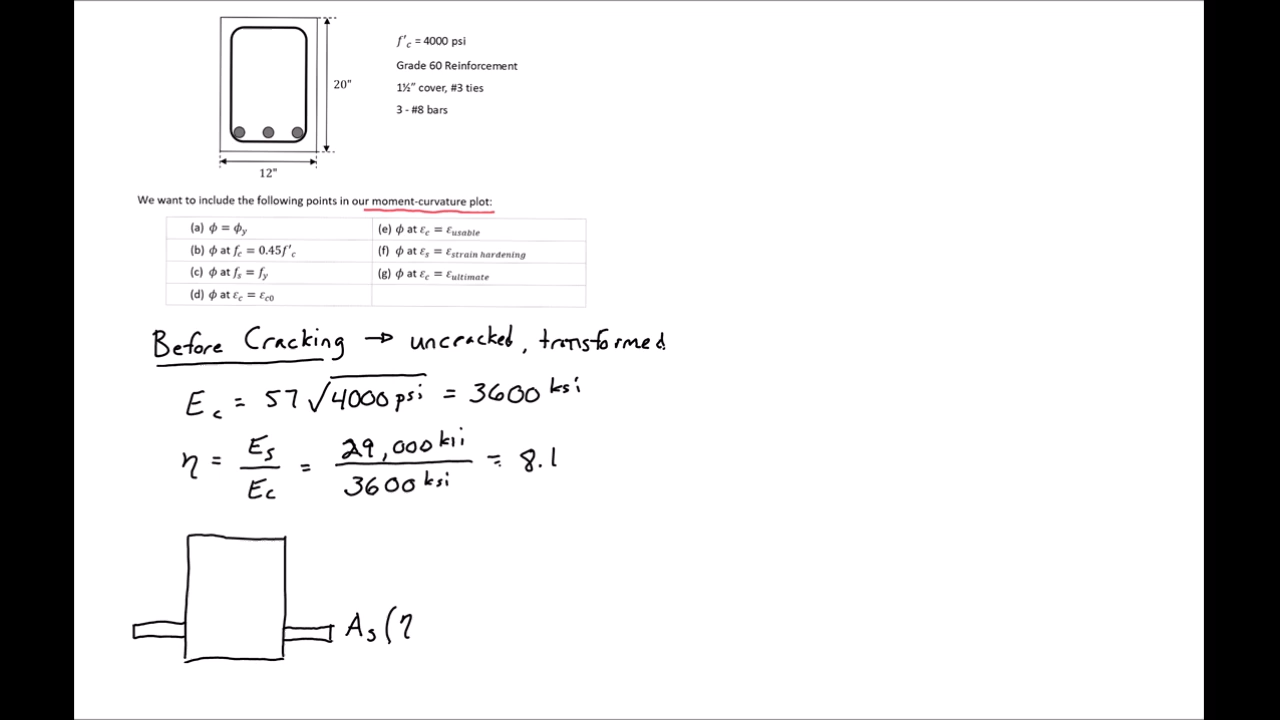 f'c = 4000 psi
Grade 60 Reinforcement
20"
1½" cover, #3 ties
3 - #8 bars
12"
We want to include the following points in our moment-curvature plot:
(a) ϕ = ϕy
(e) ϕ at εc = εusable
(b) ϕ at fc = 0.45f'c
(f) ϕ at εs = εstrain hardening
(c) ϕ at fs = fy
(g) ϕ at εc = εultimate
(d) ϕ at εc = εc0
Before Cracking → uncracked, transformed
Ec = 57 √4000 psi = 3600 ksi
η = Es/Ec = 29,000 ksi/3600 ksi = 8.1
As(η